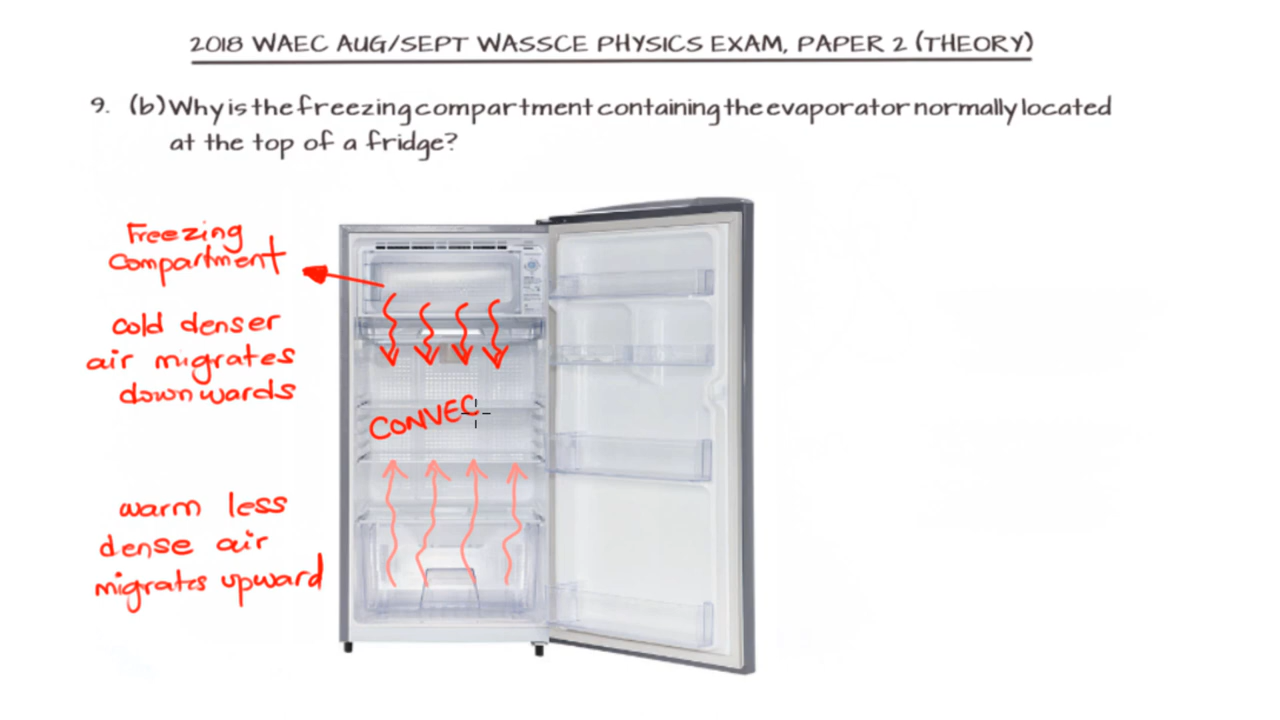 2018 WAEC AUG/SEPT WASSCE PHYSICS EXAM, PAPER 2 (THEORY)
9. (b) Why is the freezing compartment containing the evaporator normally located
at the top of a fridge?
Freezing
Compartment
cold denser
air migrates
downwards
CONVEC
warm less
dense air
migrates upward